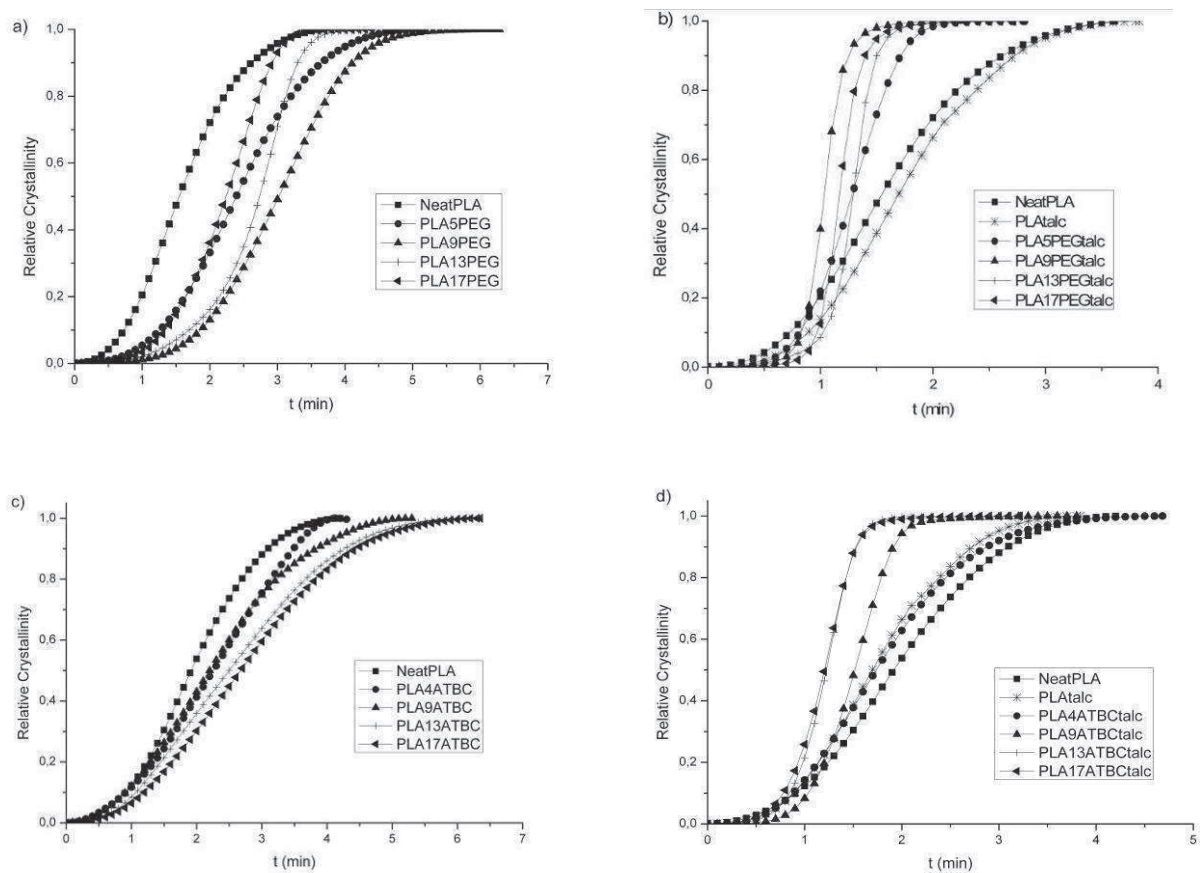 a)
1,0
0,8
0,6
0,4
0,2
0,0
Relative Crystallinity
NeatPLA
PLA5PEG
PLA9PEG
PLA13PEG
PLA17PEG
0 1 2 3 4 5 6 7
t (min)
b)
1,0
0,8
0,6
0,4
0,2
0,0
Relative Crystallinity
NeatPLA
PLAtalc
PLA5PEGtalc
PLA9PEGtalc
PLA13PEGtalc
PLA17PEGtalc
0 1 2 3 4
t (min)
c)
1,0
0,8
0,6
0,4
0,2
0,0
Relative Crystallinity
NeatPLA
PLA4ATBC
PLA9ATBC
PLA13ATBC
PLA17ATBC
0 1 2 3 4 5 6
t (min)
d)
1,0
0,8
0,6
0,4
0,2
0,0
Relative Crystallinity
NeatPLA
PLAtalc
PLA4ATBCtalc
PLA9ATBCtalc
PLA13ATBCtalc
PLA17ATBCtalc
0 1 2 3 4 5
t (min)